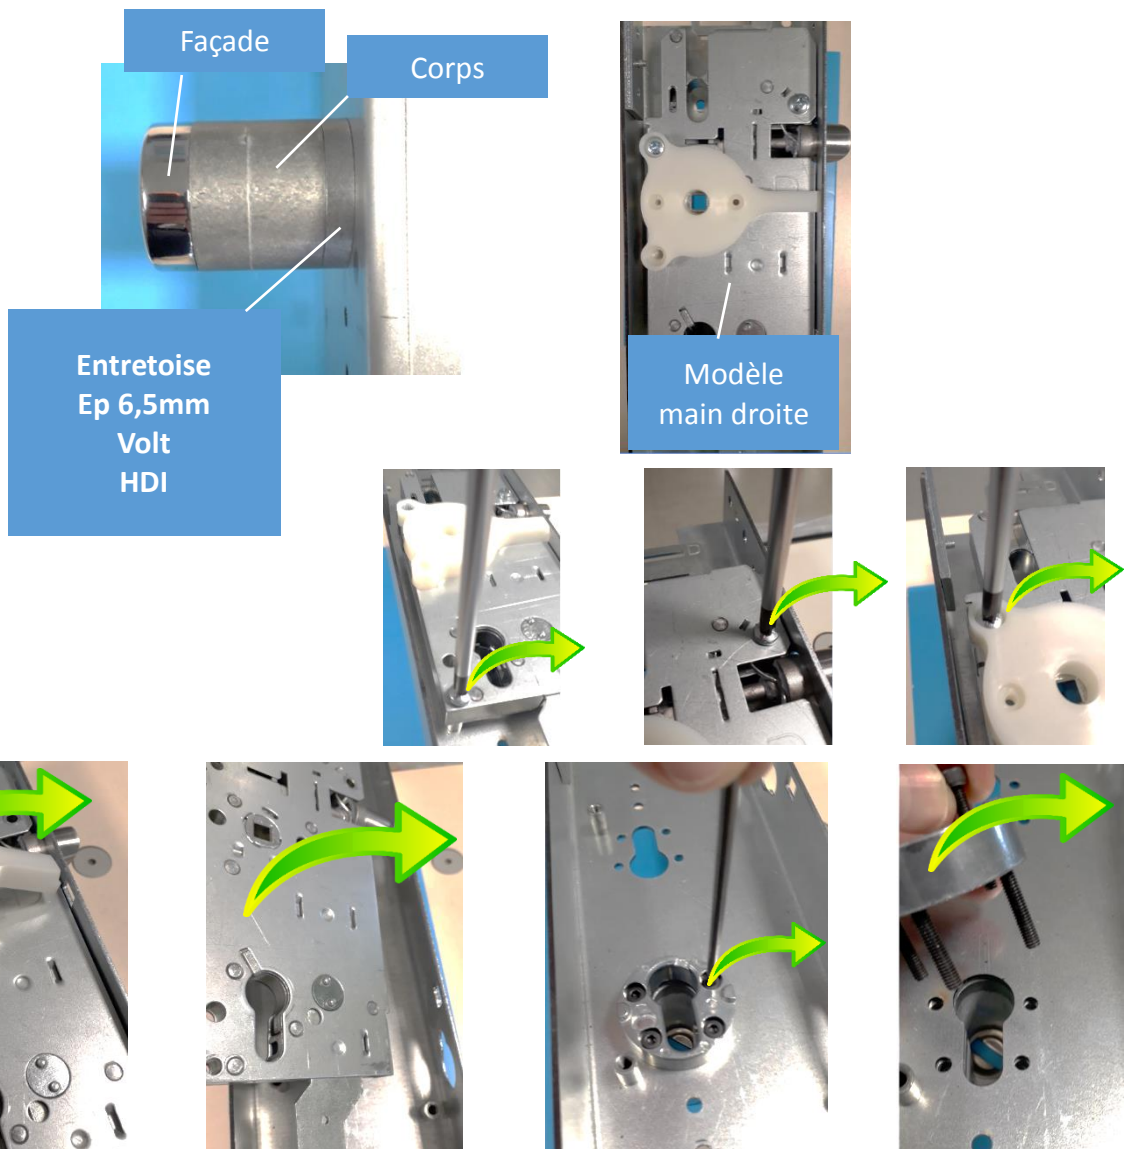 Façade
Corps
Entretoise
Ep 6,5mm
Volt
HDI
Modèle
main droite